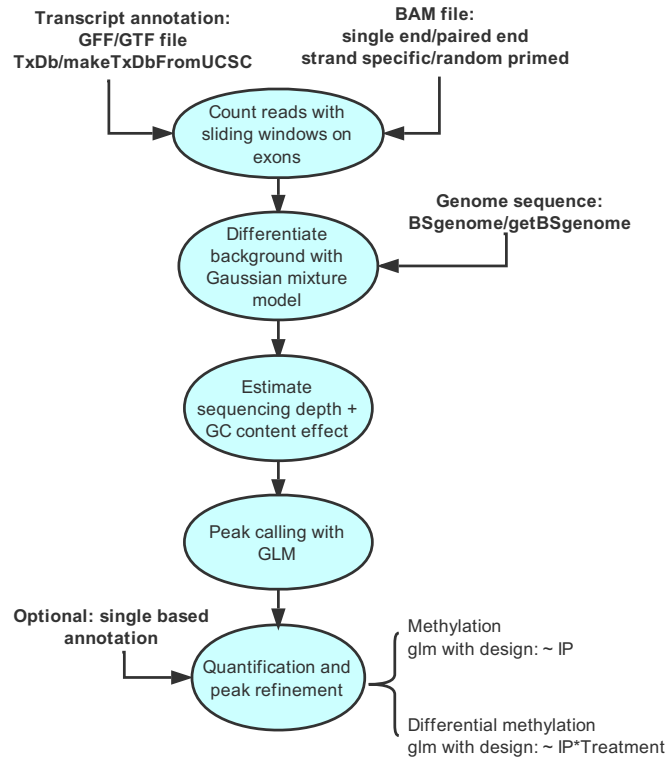 Transcript annotation:
GFF/GTF file
TxDb/makeTxDbFromUCSC
BAM file:
single end/paired end
strand specific/random primed
Count reads with
sliding windows on
exons
Genome sequence:
BSgenome/getBSgenome
Differentiate
background with
Gaussian mixture
model
Estimate
sequencing depth +
GC content effect
Peak calling with
GLM
Optional: single based
annotation
Quantification and
peak refinement
Methylation
glm with design: ~ IP
Differential methylation
glm with design: ~ IP*Treatment